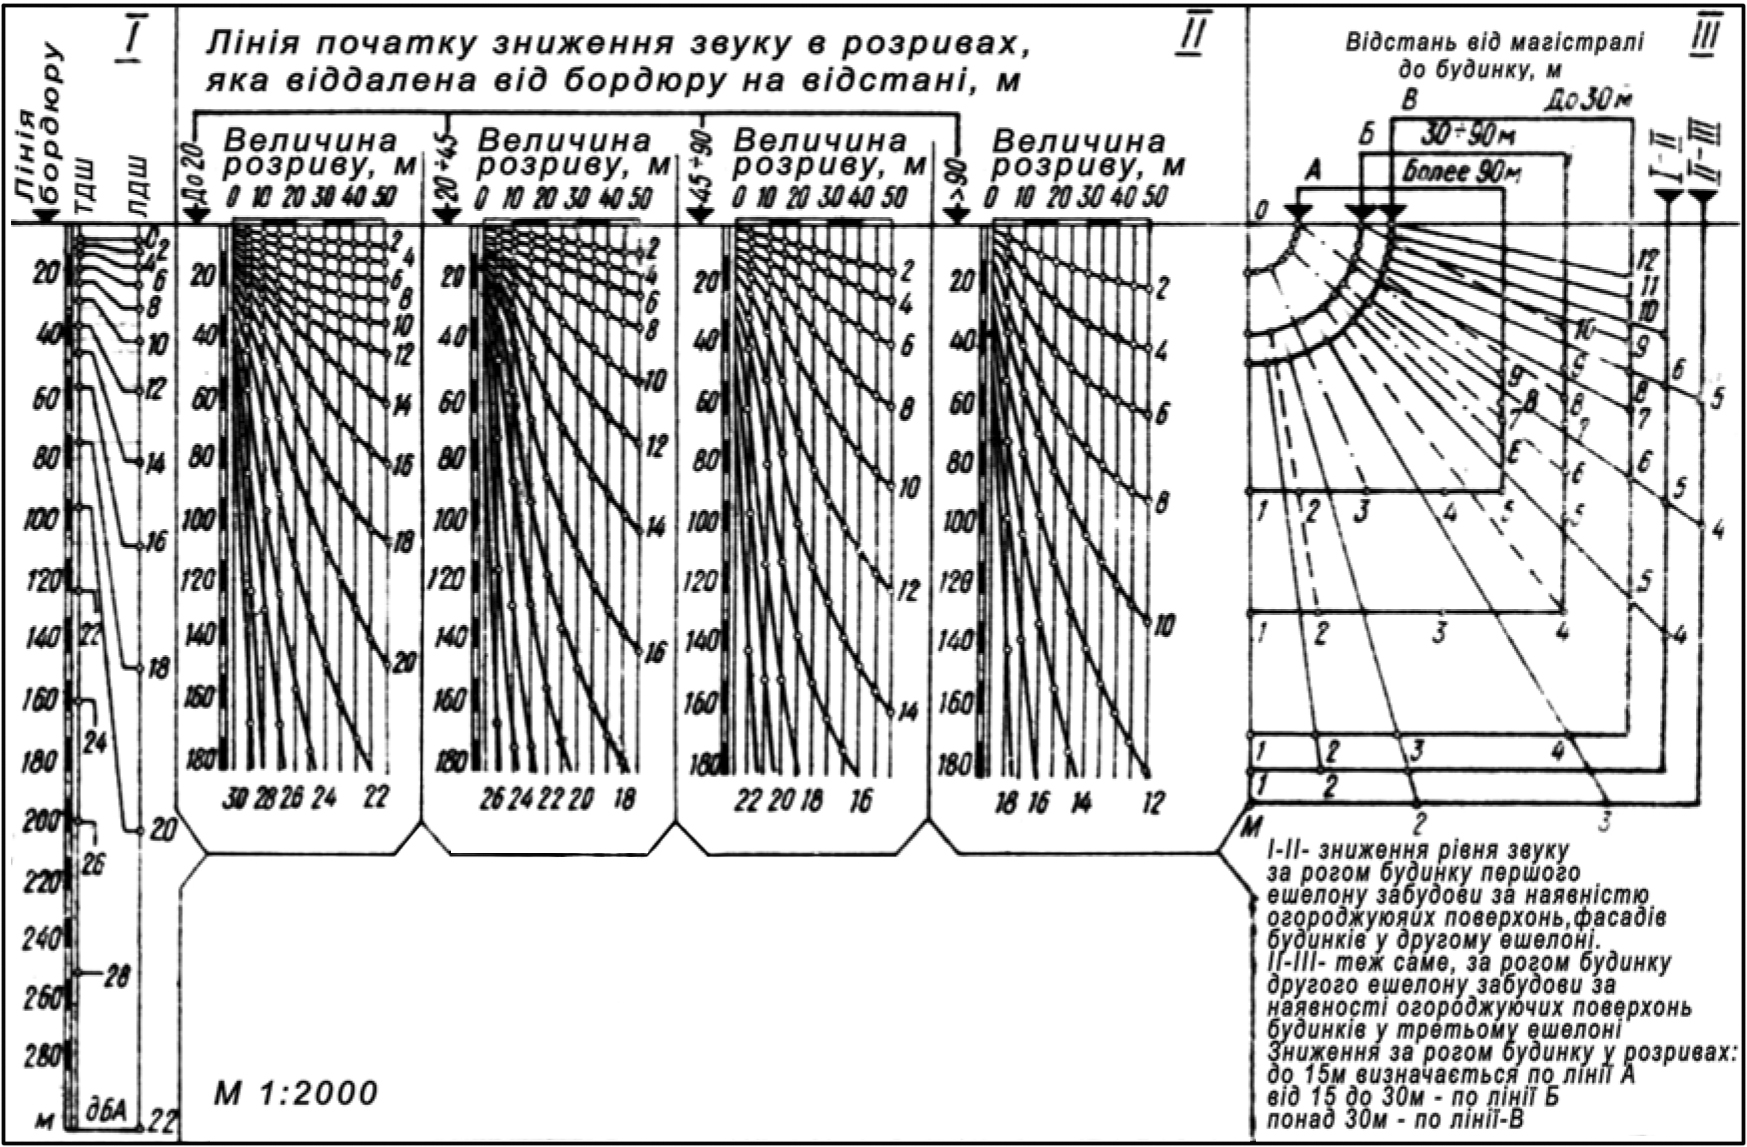 I
II
III
Лінія початку зниження звуку в розривах,
яка віддалена від бордюру на відстані, м
Відстань від магістралі
до будинку, м
Лінія
бордюру
ТДШ
ЛДШ
До 20
20÷45
45÷90
>90
Величина
розриву, м
0 10 20 30 40 50
Величина
розриву, м
0 10 20 30 40 50
Величина
розриву, м
0 10 20 30 40 50
Величина
розриву, м
0 10 20 30 40 50
В До 30 м
Б 30÷90 м
А более 90 м
I-II
II-III
0
20
40
60
80
100
120
140
160
180
200
220
240
260
280
м
0
2
4
6
8
10
12
14
16
18
20
22
22
24
26
28
дбА
20
40
60
80
100
120
140
160
180
2
4
6
8
10
12
14
16
18
20
30 28 26 24 22
20
40
60
80
100
120
140
160
180
2
4
6
8
10
12
14
16
26 24 22 20 18
20
40
60
80
100
120
140
160
180
2
4
6
8
10
12
14
22 20 18 16
20
40
60
80
100
120
140
160
180
2
4
6
8
10
18 16 14 12
12
11
10
9
8
7
6
5
10
9
8
7
6
5
9
8
7
6
5
6
5
4
5
4
1 2 3 4
1 2 3 4
1 2 3 4
1 2
М 2 3
I-II- зниження рівня звуку
за рогом будинку першого
ешелону забудови за наявністю
огороджуюяих поверхонь,фасадів
будинків у другому ешелоні.
II-III- теж саме, за рогом будинку
другого ешелону забудови за
наявності огороджуючих поверхонь
будинків у третьому ешелоні
Зниження за рогом будинку у розривах:
до 15м визначається по лінії А
від 15 до 30м - по лінії Б
понад 30м - по лінії-В
М 1:2000